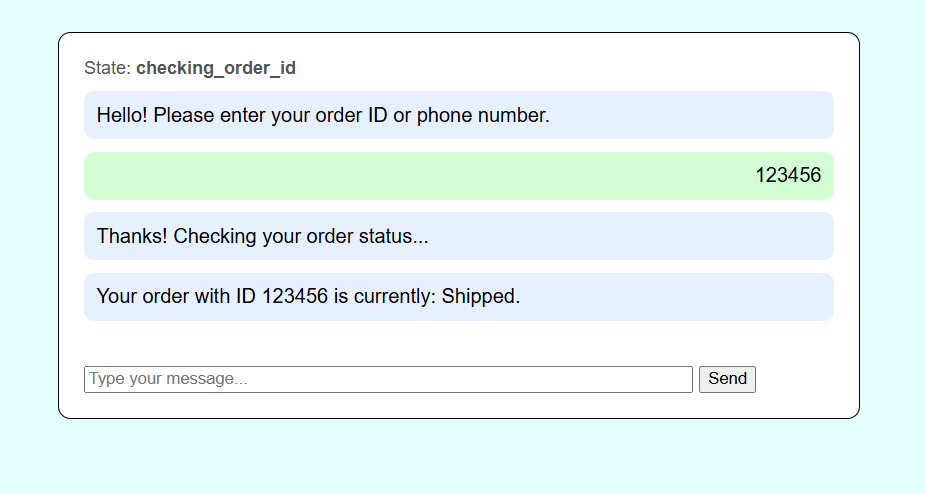 State: checking_order_id
Hello! Please enter your order ID or phone number.
123456
Thanks! Checking your order status...
Your order with ID 123456 is currently: Shipped.
Type your message... Send